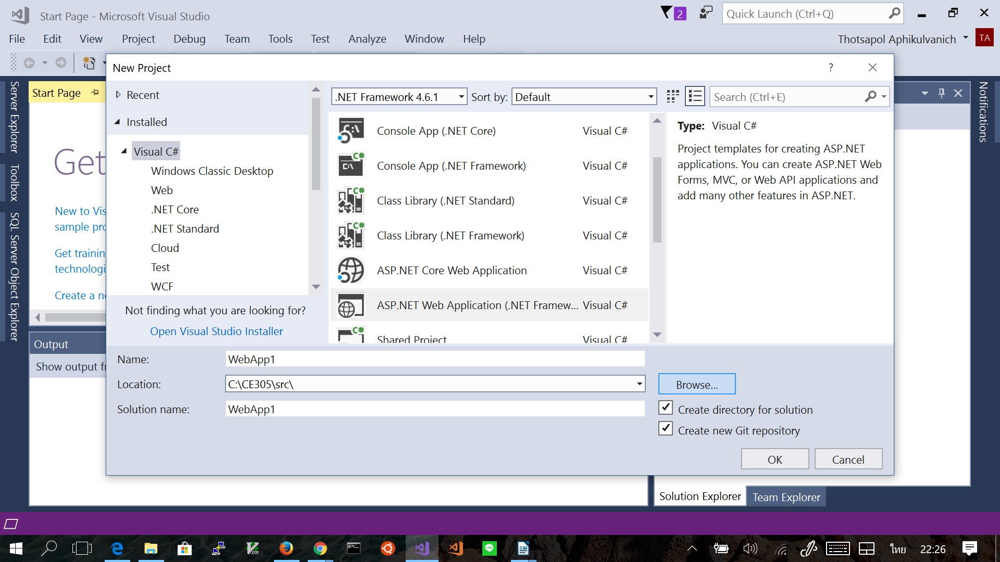 Start Page - Microsoft Visual Studio
2
Quick Launch (Ctrl+Q)
File Edit View Project Debug Team Tools Test Analyze Window Help
Thotsapol Aphikulvanich
TA
Server Explorer
Toolbox
SQL Server Object Explorer
Start Page
Get
New to Vis
sample pro
Get trainin
technologi
Create a ne
Output
Show output f
New Project
?
Recent
Installed
Visual C#
Windows Classic Desktop
Web
.NET Core
.NET Standard
Cloud
Test
WCF
Not finding what you are looking for?
Open Visual Studio Installer
.NET Framework 4.6.1
Sort by:
Default
Search (Ctrl+E)
Console App (.NET Core) Visual C#
Console App (.NET Framework) Visual C#
Class Library (.NET Standard) Visual C#
Class Library (.NET Framework) Visual C#
ASP.NET Core Web Application Visual C#
ASP.NET Web Application (.NET Framew... Visual C#
Shared Project Visual C#
Type: Visual C#
Project templates for creating ASP.NET
applications. You can create ASP.NET Web
Forms, MVC, or Web API applications and
add many other features in ASP.NET.
Name: WebApp1
Location: C:\CE305\src\
Browse...
Solution name: WebApp1
Create directory for solution
Create new Git repository
OK
Cancel
Notifications
Solution Explorer
Team Explorer
ไทย
22:26